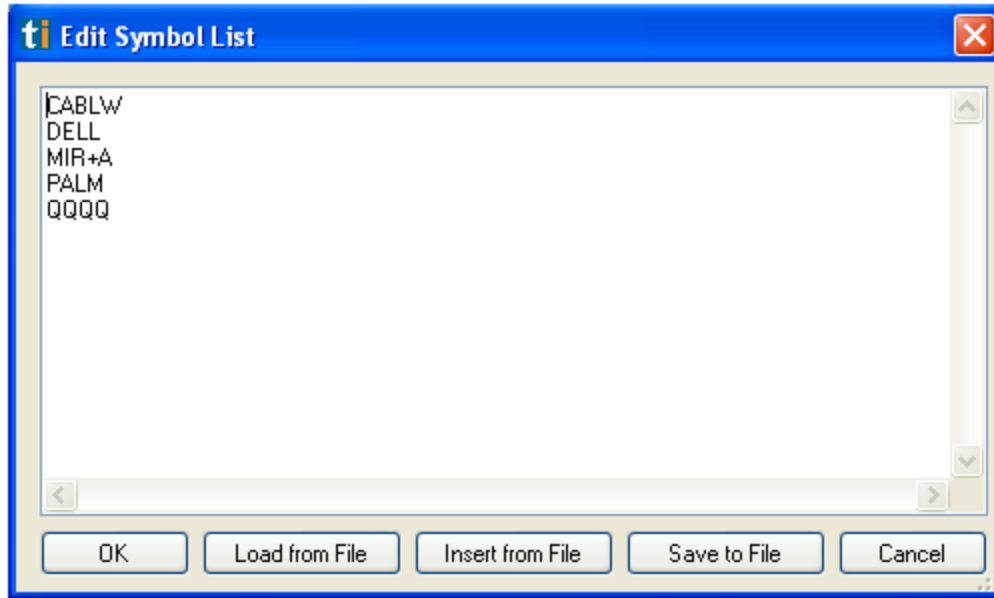 ti Edit Symbol List
CABLW
DELL
MIR+A
PALM
QQQQ
OK Load from File Insert from File Save to File Cancel